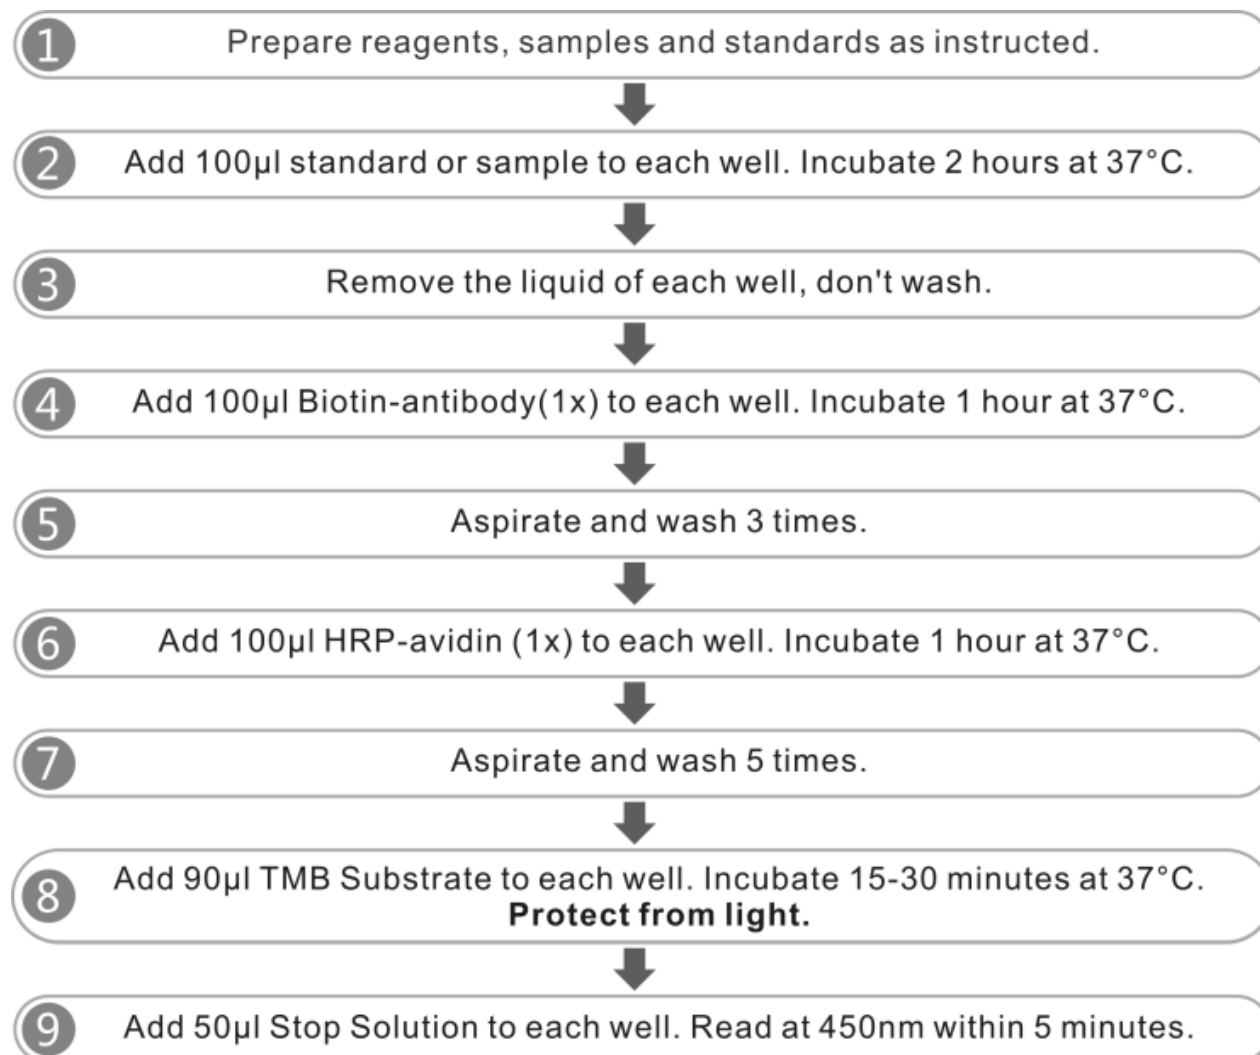 1 Prepare reagents, samples and standards as instructed.
2 Add 100µl standard or sample to each well. Incubate 2 hours at 37°C.
3 Remove the liquid of each well, don't wash.
4 Add 100µl Biotin-antibody(1x) to each well. Incubate 1 hour at 37°C.
5 Aspirate and wash 3 times.
6 Add 100µl HRP-avidin (1x) to each well. Incubate 1 hour at 37°C.
7 Aspirate and wash 5 times.
8 Add 90µl TMB Substrate to each well. Incubate 15-30 minutes at 37°C.
Protect from light.
9 Add 50µl Stop Solution to each well. Read at 450nm within 5 minutes.